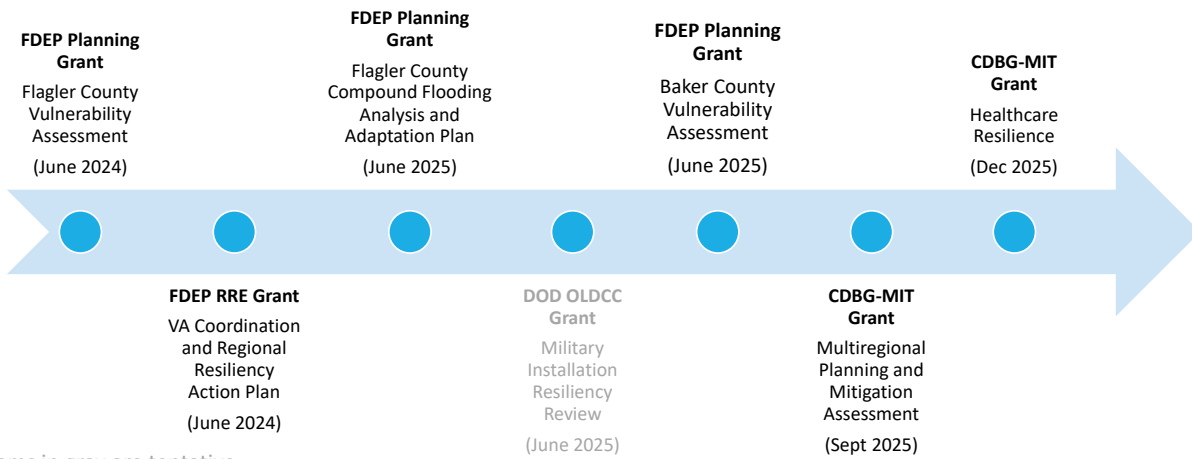 FDEP Planning
Grant
Flagler County
Vulnerability
Assessment
(June 2024)
FDEP RRE Grant
VA Coordination
and Regional
Resiliency
Action Plan
(June 2024)
FDEP Planning
Grant
Flagler County
Compound Flooding
Analysis and
Adaptation Plan
(June 2025)
DOD OLDCC
Grant
Military
Installation
Resiliency
Review
(June 2025)
FDEP Planning
Grant
Baker County
Vulnerability
Assessment
(June 2025)
CDBG-MIT
Grant
Multiregional
Planning and
Mitigation
Assessment
(Sept 2025)
CDBG-MIT
Grant
Healthcare
Resilience
(Dec 2025)
in gray are tentative